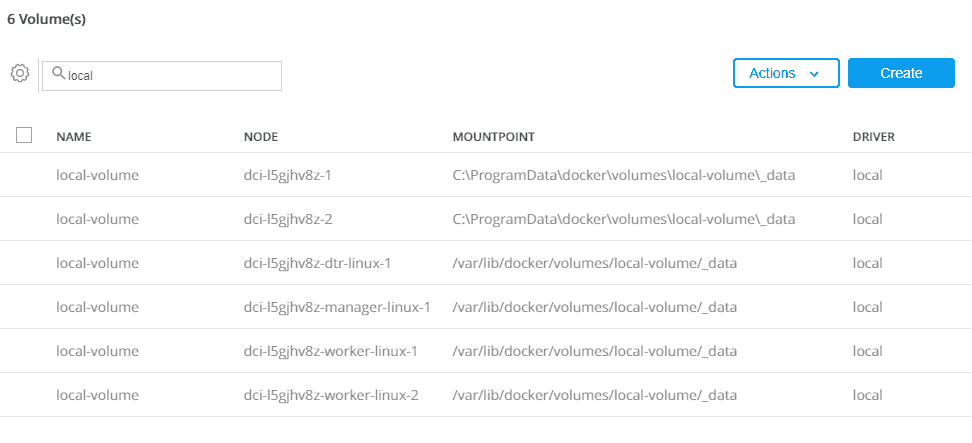 6 Volume(s)
local
Actions
Create
NAME NODE MOUNTPOINT DRIVER
local-volume dci-l5gjhv8z-1 C:\ProgramData\docker\volumes\local-volume\_data local
local-volume dci-l5gjhv8z-2 C:\ProgramData\docker\volumes\local-volume\_data local
local-volume dci-l5gjhv8z-dtr-linux-1 /var/lib/docker/volumes/local-volume/_data local
local-volume dci-l5gjhv8z-manager-linux-1 /var/lib/docker/volumes/local-volume/_data local
local-volume dci-l5gjhv8z-worker-linux-1 /var/lib/docker/volumes/local-volume/_data local
local-volume dci-l5gjhv8z-worker-linux-2 /var/lib/docker/volumes/local-volume/_data local